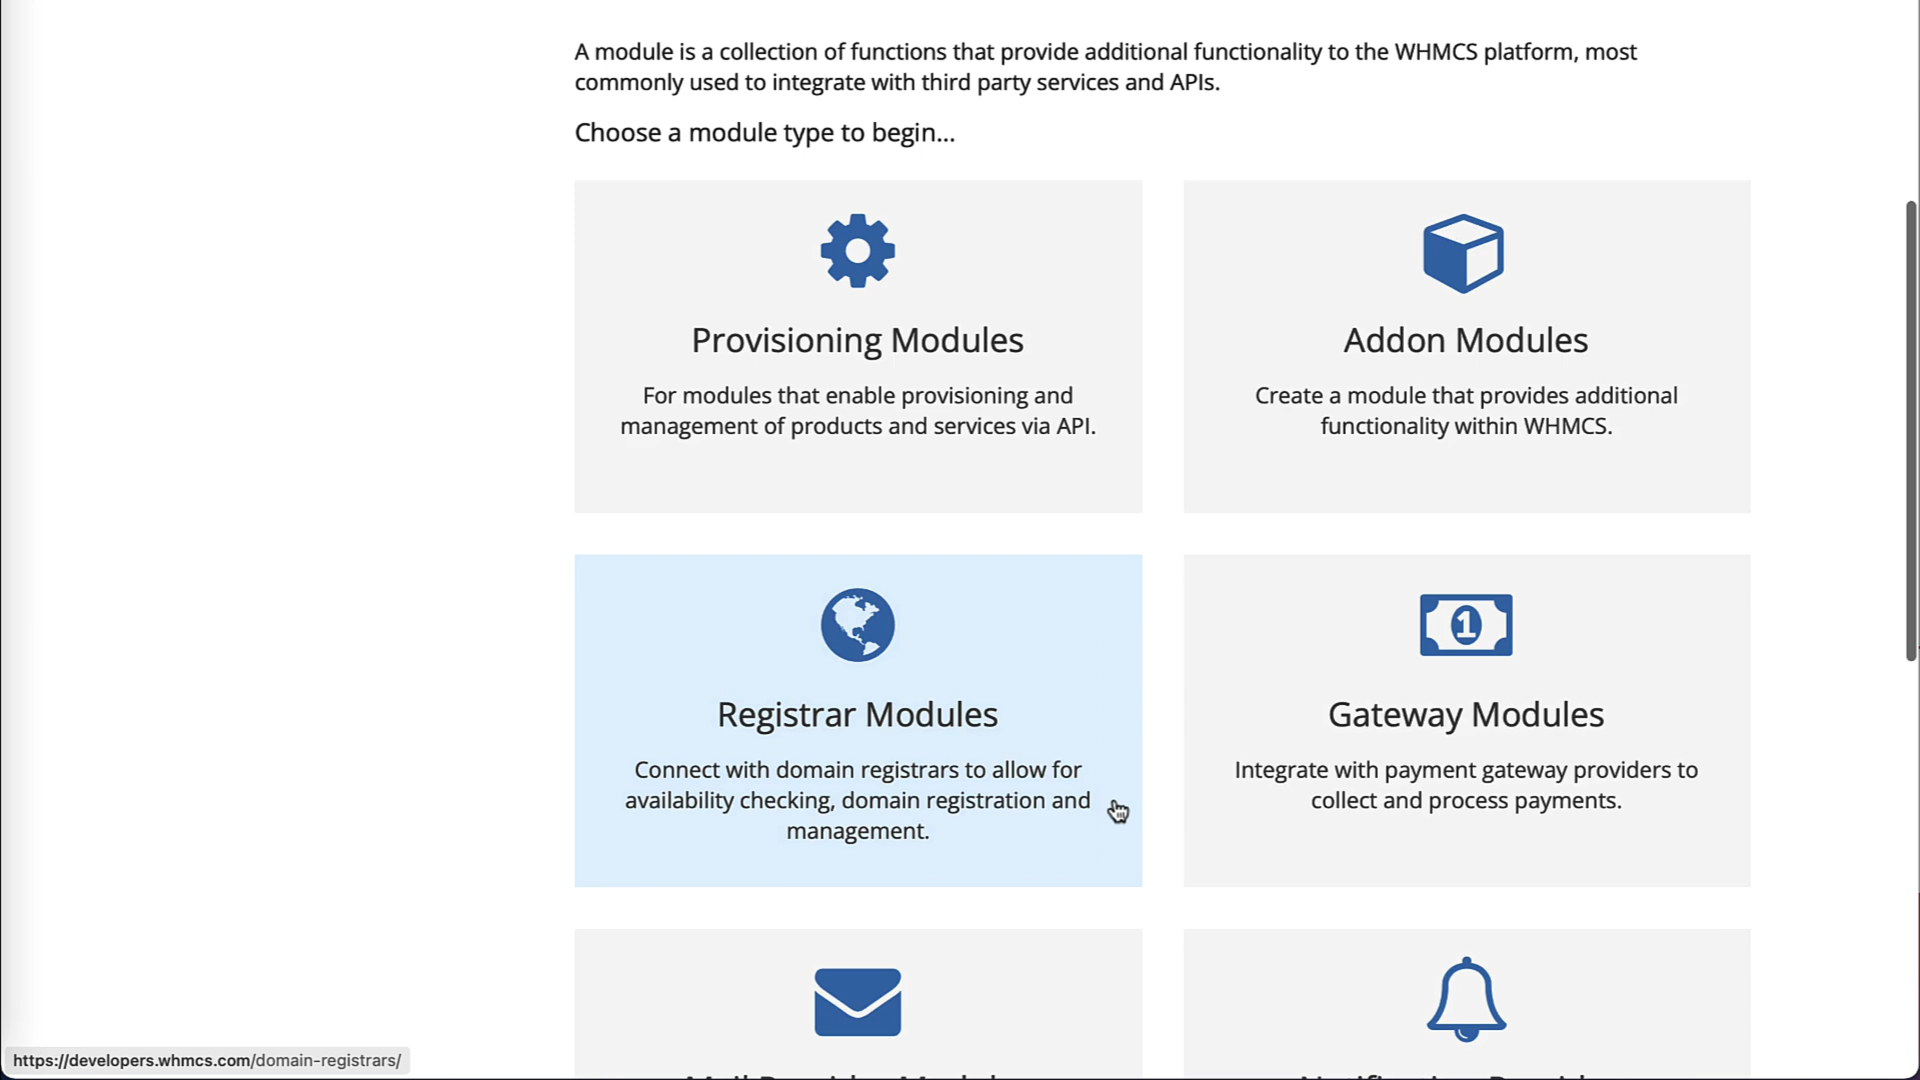 A module is a collection of functions that provide additional functionality to the WHMCS platform, most
commonly used to integrate with third party services and APIs.
Choose a module type to begin...
Provisioning Modules
For modules that enable provisioning and
management of products and services via API.
Addon Modules
Create a module that provides additional
functionality within WHMCS.
Registrar Modules
Connect with domain registrars to allow for
availability checking, domain registration and
management.
1
Gateway Modules
Integrate with payment gateway providers to
collect and process payments.
https://developers.whmcs.com/domain-registrars/